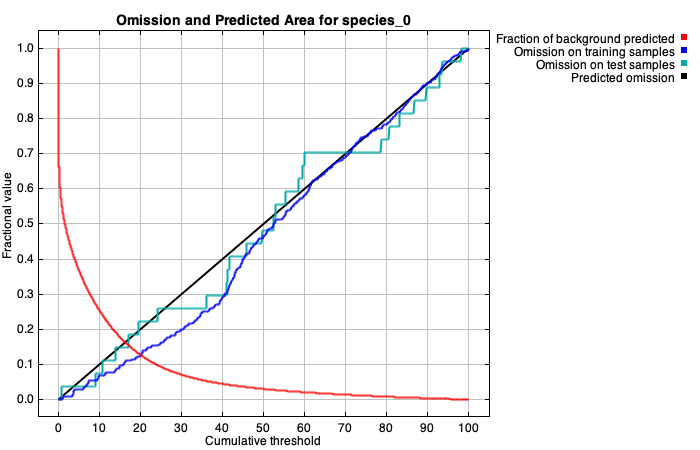 Omission and Predicted Area for species_0
Fraction of background predicted
Omission on training samples
Omission on test samples
Predicted omission
Fractional value
1.0
0.9
0.8
0.7
0.6
0.5
0.4
0.3
0.2
0.1
0.0
0 10 20 30 40 50 60 70 80 90 100
Cumulative threshold